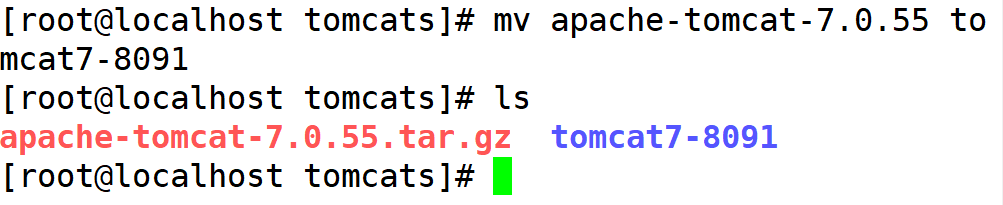 [root@localhost tomcats]# mv apache-tomcat-7.0.55 to
mcat7-8091
[root@localhost tomcats]# ls
apache-tomcat-7.0.55.tar.gz  tomcat7-8091
[root@localhost tomcats]#